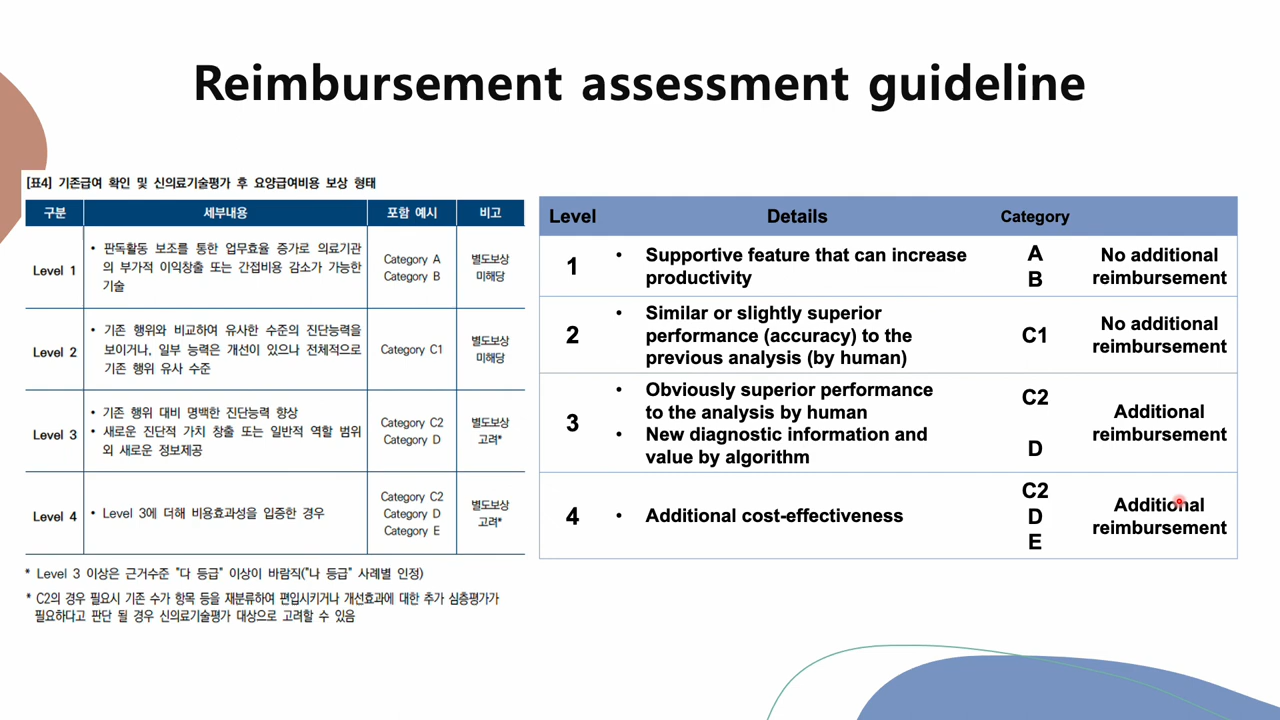 Reimbursement assessment guideline
[표4] 기존급여 확인 및 신의료기술평가 후 요양급여비용 보상 형태
구분 세부내용 포함 예시 비고
Level 1
• 판독활동 보조를 통한 업무효율 증가로 의료기관
의 부가적 이익창출 또는 간접비용 감소가 가능한
기술
Category A
Category B
별도보상
미해당
Level 2
• 기존 행위와 비교하여 유사한 수준의 진단능력을
보이거나, 일부 능력은 개선이 있으나 전체적으로
기존 행위 유사 수준
Category C1
별도보상
미해당
Level 3
• 기존 행위 대비 명백한 진단능력 향상
• 새로운 진단적 가치 창출 또는 일반적 역할 범위
외 새로운 정보제공
Category C2
Category D
별도보상
고려*
Level 4
• Level 3에 더해 비용효과성을 입증한 경우
Category C2
Category D
Category E
별도보상
고려*
* Level 3 이상은 근거수준 "다 등급" 이상이 바람직("나 등급" 사례별 인정)
* C2의 경우 필요시 기존 수가 항목 등을 재분류하여 편입시키거나 개선효과에 대한 추가 심층평가가
필요하다고 판단 될 경우 신의료기술평가 대상으로 고려할 수 있음
Level Details Category
1
• Supportive feature that can increase
productivity
A
B
No additional
reimbursement
2
• Similar or slightly superior
performance (accuracy) to the
previous analysis (by human)
C1
No additional
reimbursement
3
• Obviously superior performance
to the analysis by human
• New diagnostic information and
value by algorithm
C2
D
Additional
reimbursement
4
• Additional cost-effectiveness
C2
D
E
Additional
reimbursement